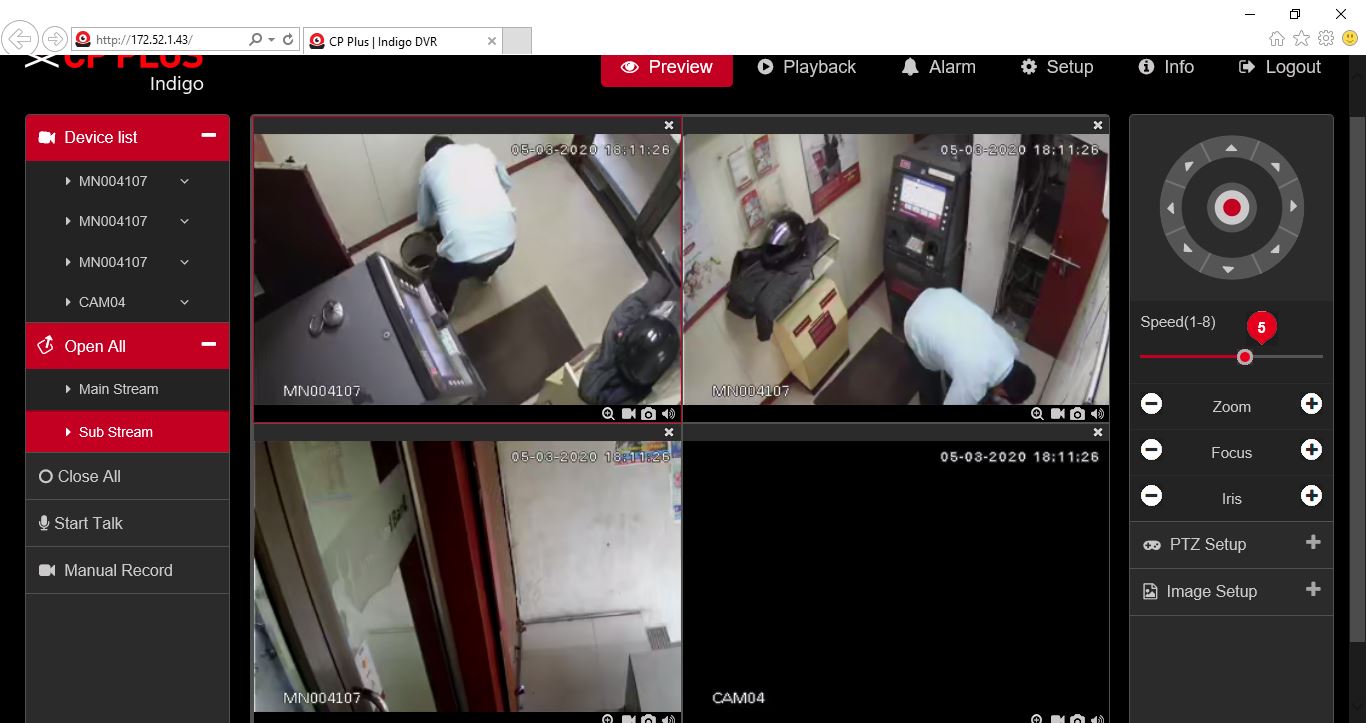 http://172.52.1.43/
CP Plus | Indigo DVR
CP PLUS
Indigo
Preview
Playback
Alarm
Setup
Info
Logout
Device list
MN004107
MN004107
MN004107
CAM04
Open All
Main Stream
Sub Stream
Close All
Start Talk
Manual Record
05-03-2020 18:11:26
MN004107
05-03-2020 18:11:26
MN004107
05-03-2020 18:11:26
MN004107
05-03-2020 18:11:26
CAM04
Speed(1-8)
5
Zoom
Focus
Iris
PTZ Setup
Image Setup